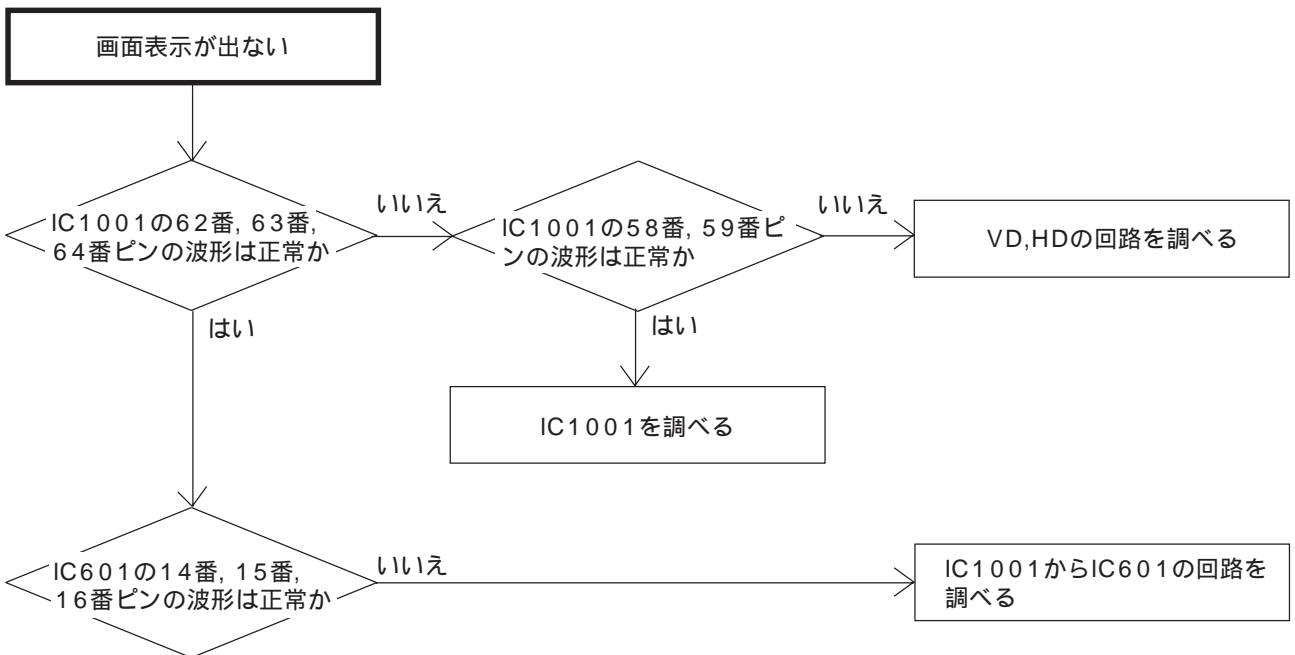 画面表示が出ない
IC1001の62番, 63番,
64番ピンの波形は正常か
いいえ
IC1001の58番, 59番ピ
ンの波形は正常か
いいえ
VD,HDの回路を調べる
はい
はい
IC1001を調べる
IC601の14番, 15番,
16番ピンの波形は正常か
いいえ
IC1001からIC601の回路を
調べる